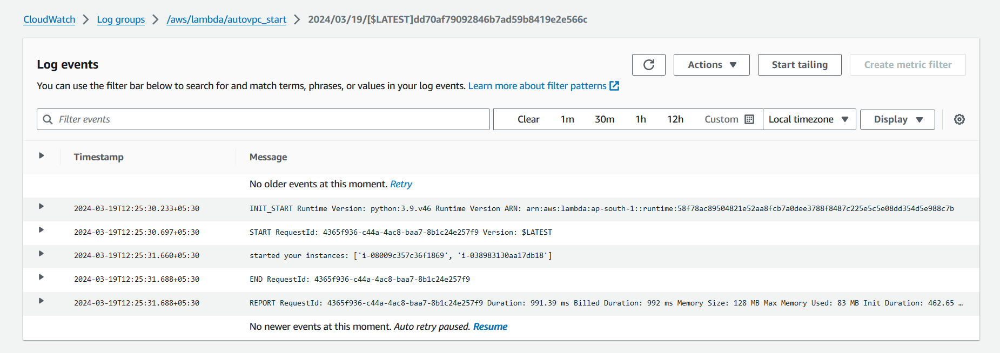 CloudWatch > Log groups > /aws/lambda/autovpc_start > 2024/03/19/[$LATEST]dd70af79092846b7ad59b8419e2e566c
Log events
Actions
Start tailing
Create metric filter
You can use the filter bar below to search for and match terms, phrases, or values in your log events. Learn more about filter patterns
Filter events
Clear 1m 30m 1h 12h Custom
Local timezone
Display
Timestamp Message
No older events at this moment. Retry
2024-03-19T12:25:30.233+05:30 INIT_START Runtime Version: python:3.9.v46 Runtime Version ARN: arn:aws:lambda:ap-south-1::runtime:58f78ac89504821e52aa8fcb7a0dee3788f8487c225e5c5e08dd354d5e988c7b
2024-03-19T12:25:30.697+05:30 START RequestId: 4365f936-c44a-4ac8-baa7-8b1c24e257f9 Version: $LATEST
2024-03-19T12:25:31.660+05:30 started your instances: ['i-08009c357c36f1869', 'i-038983130aa17db18']
2024-03-19T12:25:31.688+05:30 END RequestId: 4365f936-c44a-4ac8-baa7-8b1c24e257f9
2024-03-19T12:25:31.688+05:30 REPORT RequestId: 4365f936-c44a-4ac8-baa7-8b1c24e257f9 Duration: 991.39 ms Billed Duration: 992 ms Memory Size: 128 MB Max Memory Used: 83 MB Init Duration: 462.65 …
No newer events at this moment. Auto retry paused. Resume